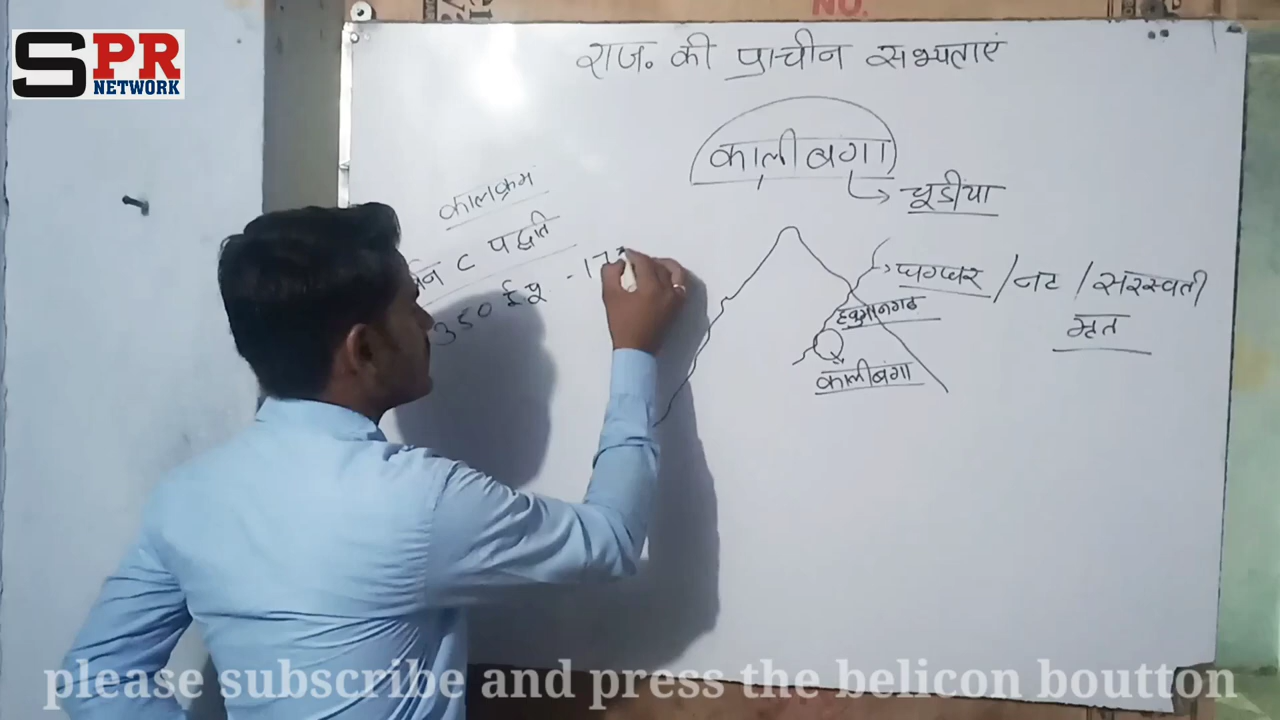 SPR
NETWORK
राज. की प्राचीन सभ्यताएं
कालीबंगा
चूडीया
कालक्रम
C पद्धति
350 ई पू - 17
घग्घर / नट / सरस्वती
मृत
हनुमानगढ
कालीबंगा
please subscribe and press the belicon boutton